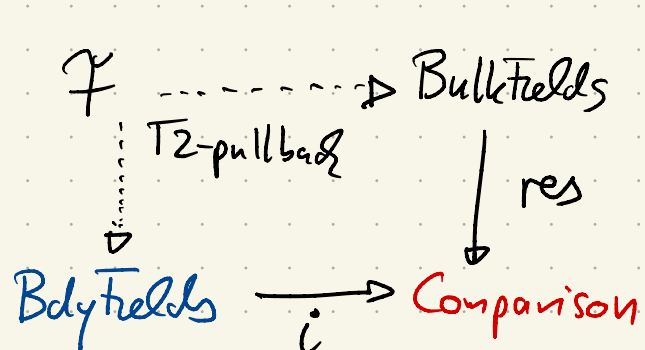 F BulkFields
T2-pullback
res
BdyFields Comparison
i